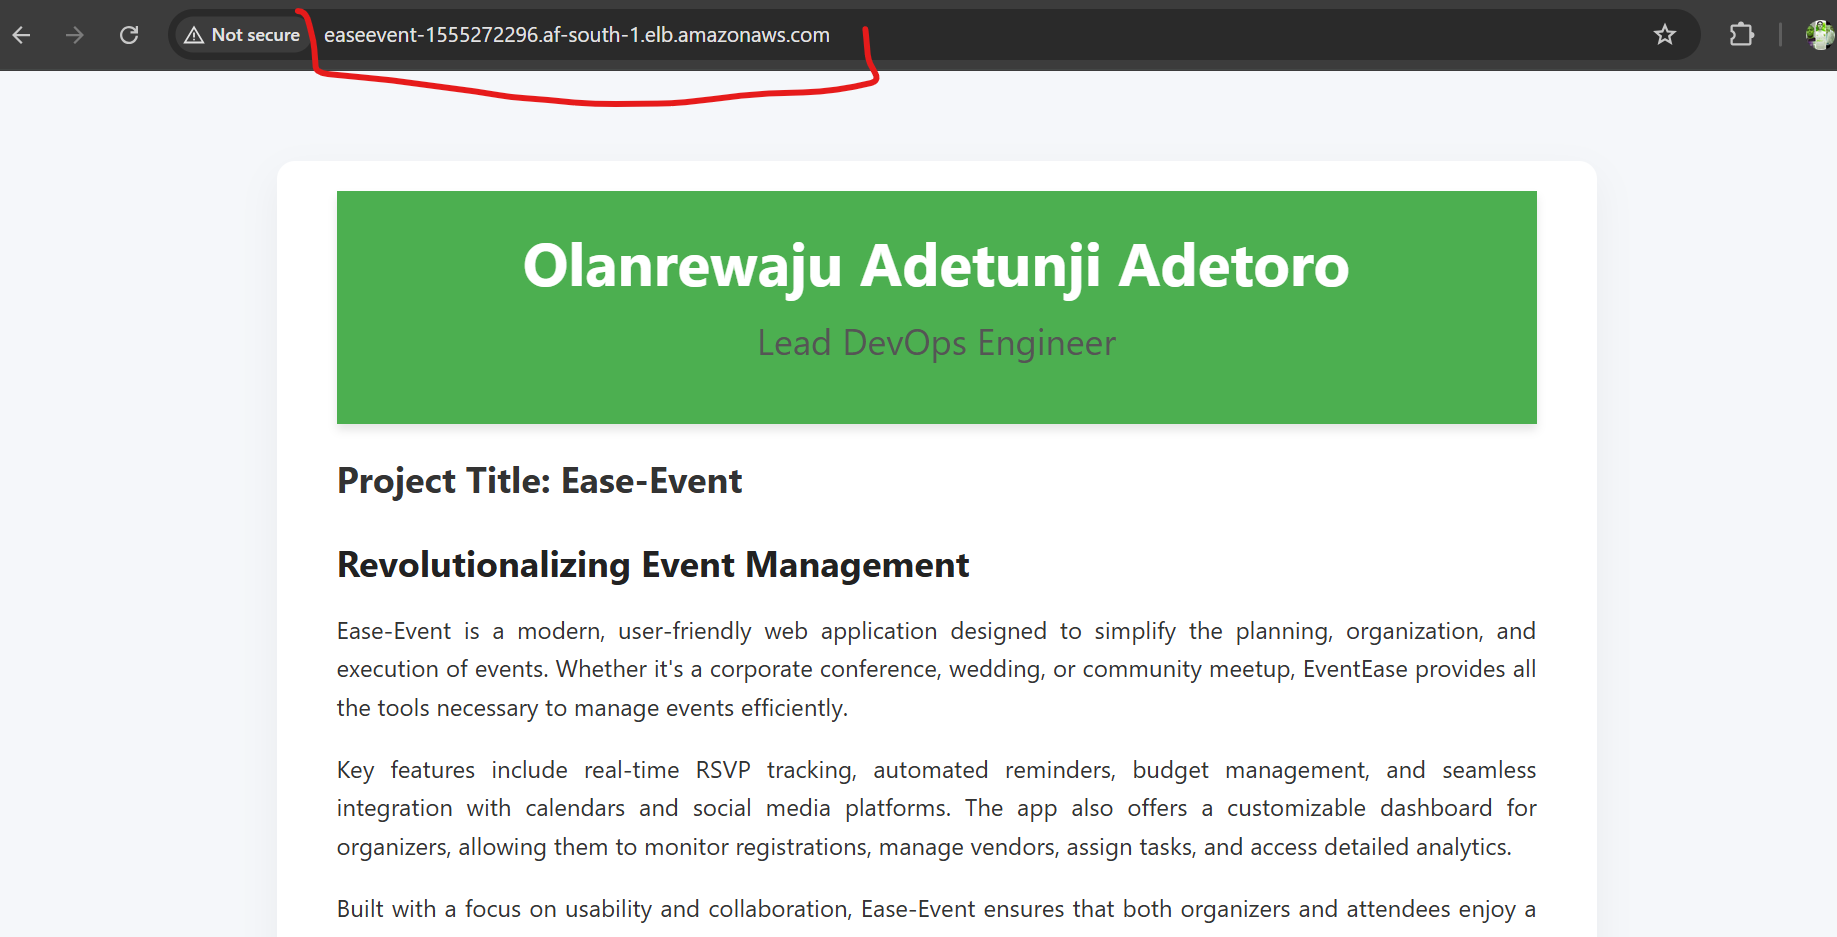 Not secure easeevent-1555272296.af-south-1.elb.amazonaws.com
Olanrewaju Adetunji Adetoro
Lead DevOps Engineer
Project Title: Ease-Event
Revolutionalizing Event Management
Ease-Event is a modern, user-friendly web application designed to simplify the planning, organization, and
execution of events. Whether it's a corporate conference, wedding, or community meetup, EventEase provides all
the tools necessary to manage events efficiently.
Key features include real-time RSVP tracking, automated reminders, budget management, and seamless
integration with calendars and social media platforms. The app also offers a customizable dashboard for
organizers, allowing them to monitor registrations, manage vendors, assign tasks, and access detailed analytics.
Built with a focus on usability and collaboration, Ease-Event ensures that both organizers and attendees enjoy a